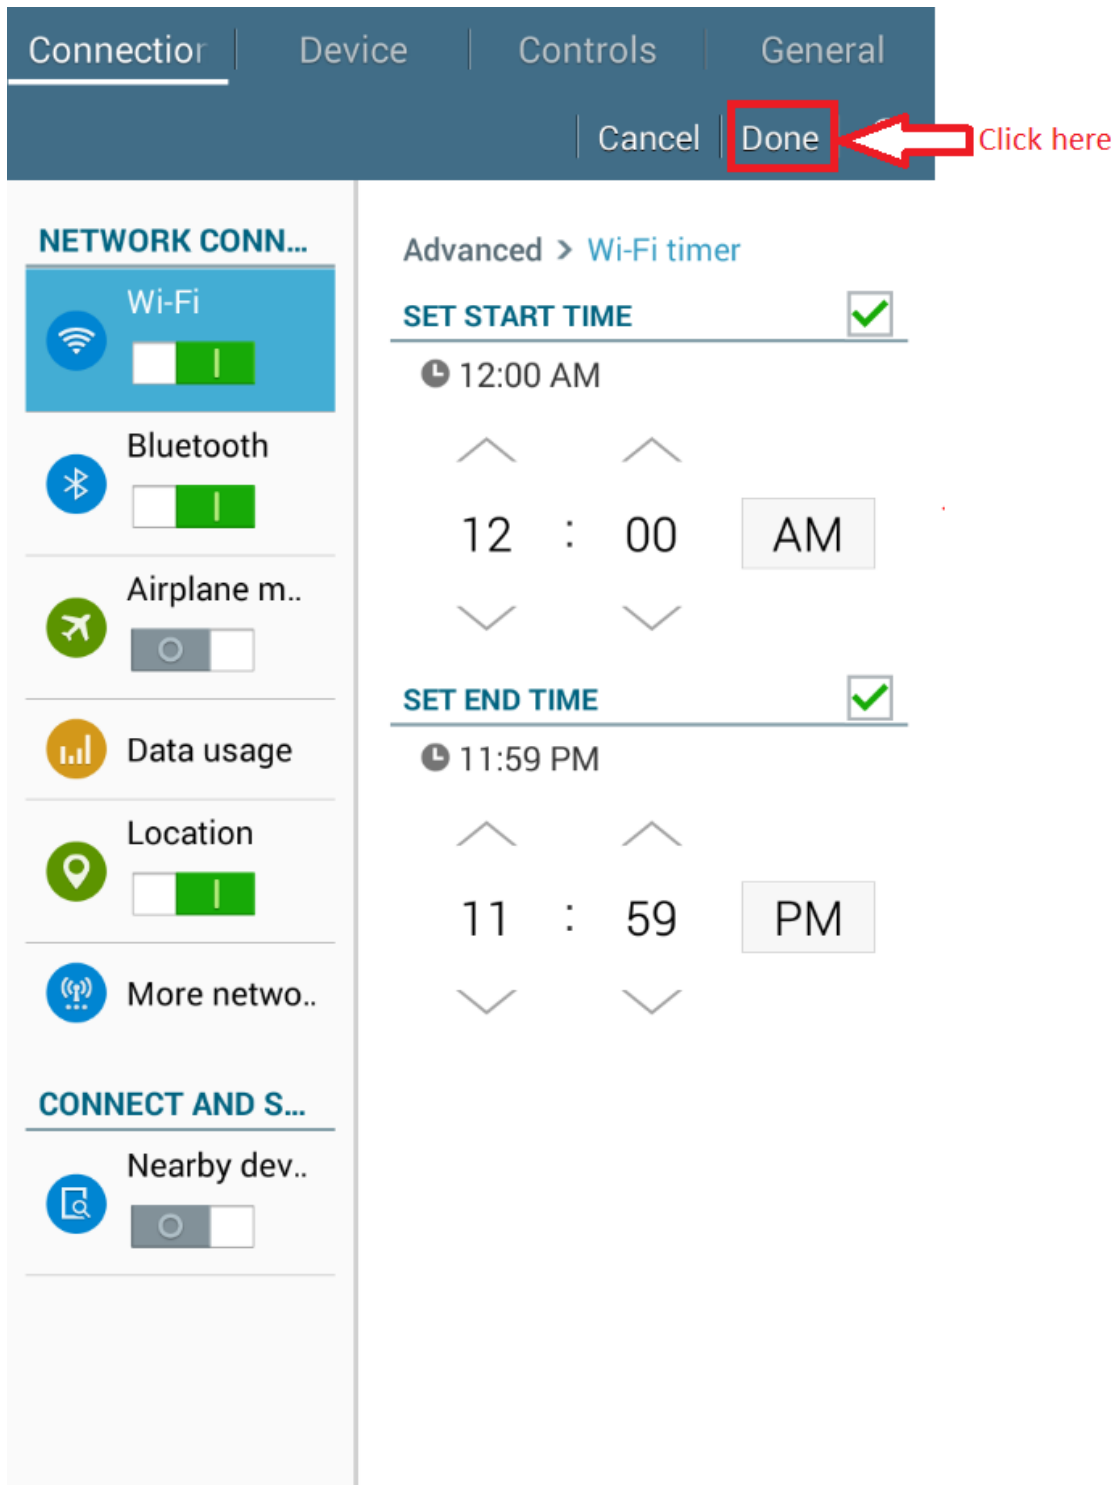 Connection
Device
Controls
General
Cancel
Done
Click here
NETWORK CONN...
Wi-Fi
Bluetooth
Airplane m..
Data usage
Location
More netwo..
CONNECT AND S...
Nearby dev..
Advanced > Wi-Fi timer
SET START TIME
12:00 AM
12 : 00 AM
SET END TIME
11:59 PM
11 : 59 PM